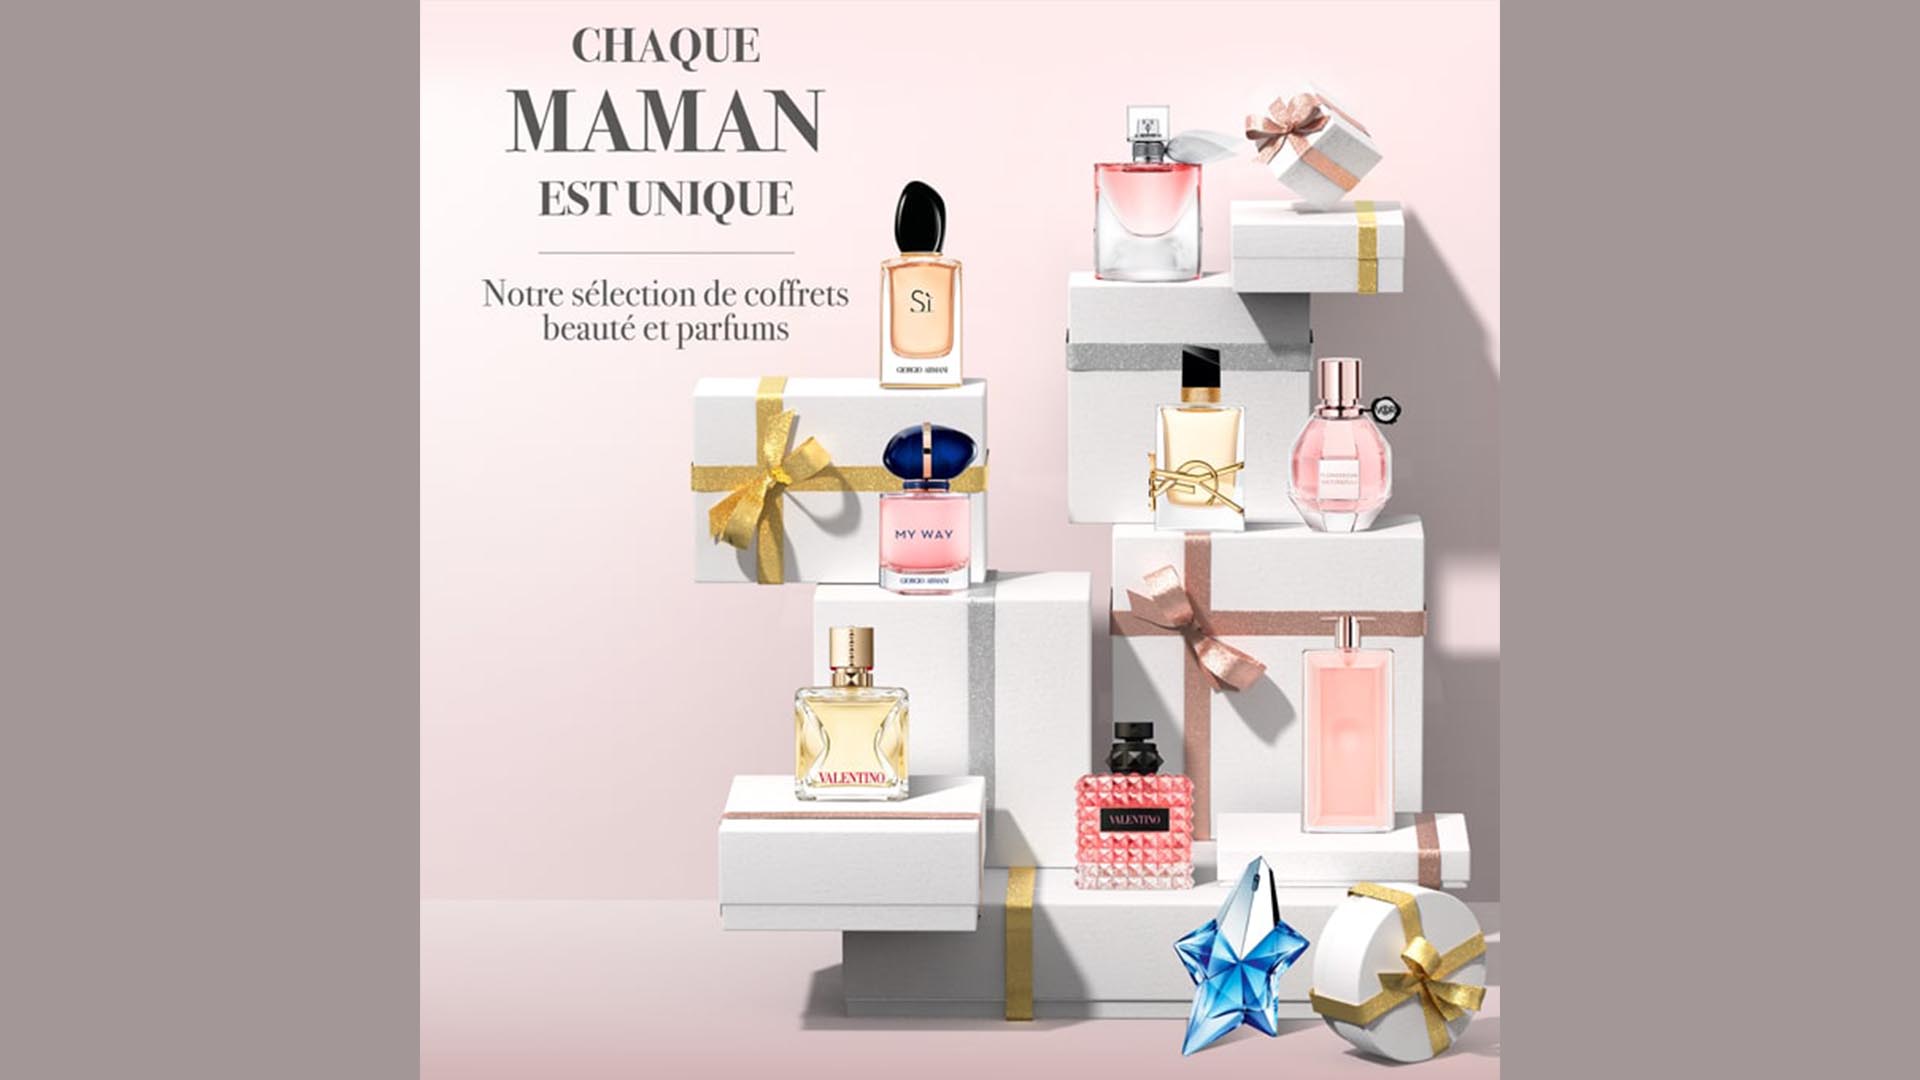 CHAQUE
MAMAN
EST UNIQUE
Notre sélection de coffrets
beauté et parfums
Sì
GIORGIO ARMANI
MY WAY
GIORGIO ARMANI
VALENTINO
VALENTINO